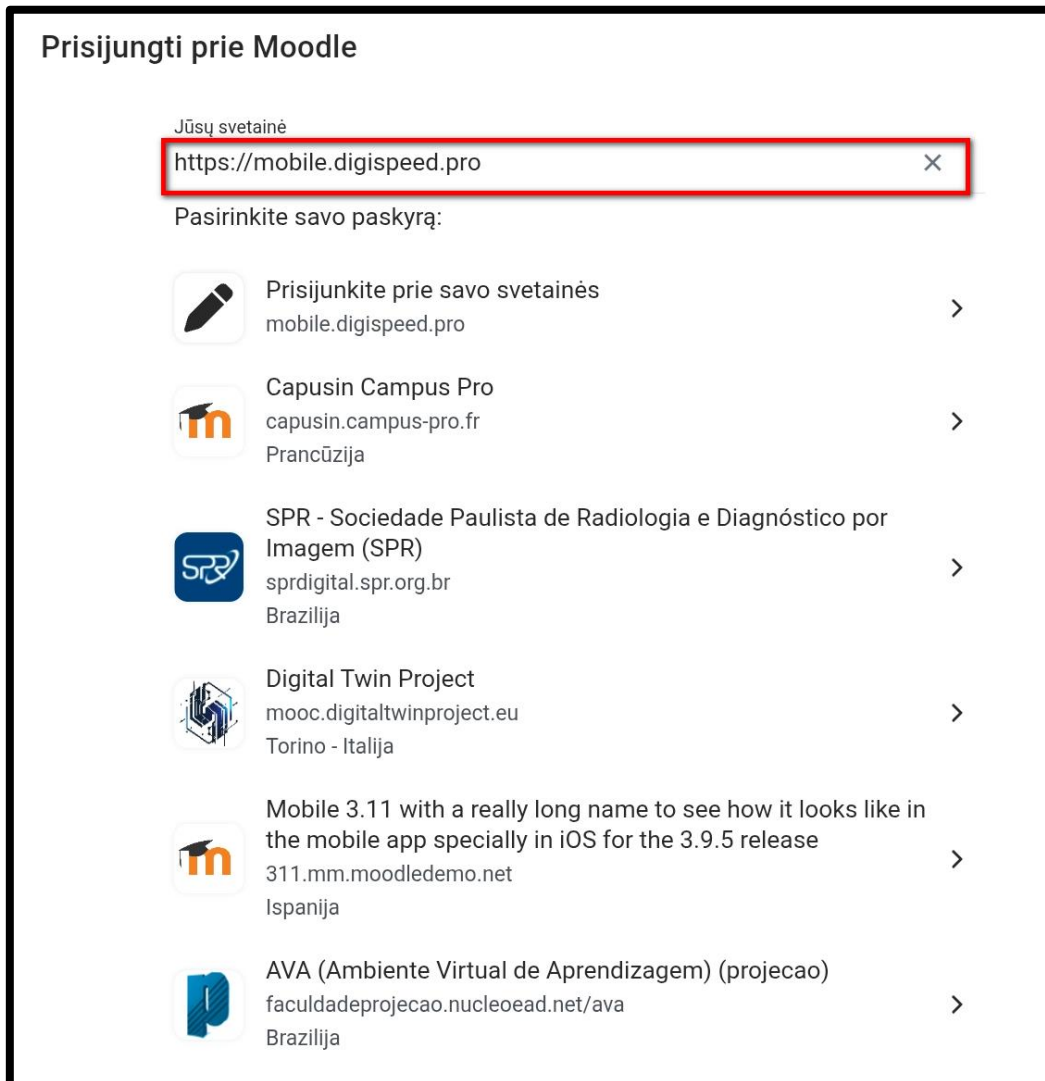 Prisijungti prie Moodle
Jūsų svetainė
https://mobile.digispeed.pro
Pasirinkite savo paskyrą:
Prisijunkite prie savo svetainės
mobile.digispeed.pro
Capusin Campus Pro
capusin.campus-pro.fr
Prancūzija
SPR - Sociedade Paulista de Radiologia e Diagnóstico por
Imagem (SPR)
SPR
sprdigital.spr.org.br
Brazilija
Digital Twin Project
mooc.digitaltwinproject.eu
Torino - Italija
Mobile 3.11 with a really long name to see how it looks like in
the mobile app specially in iOS for the 3.9.5 release
311.mm.moodledemo.net
Ispanija
AVA (Ambiente Virtual de Aprendizagem) (projecao)
faculdadeprojecao.nucleoead.net/ava
Brazilija